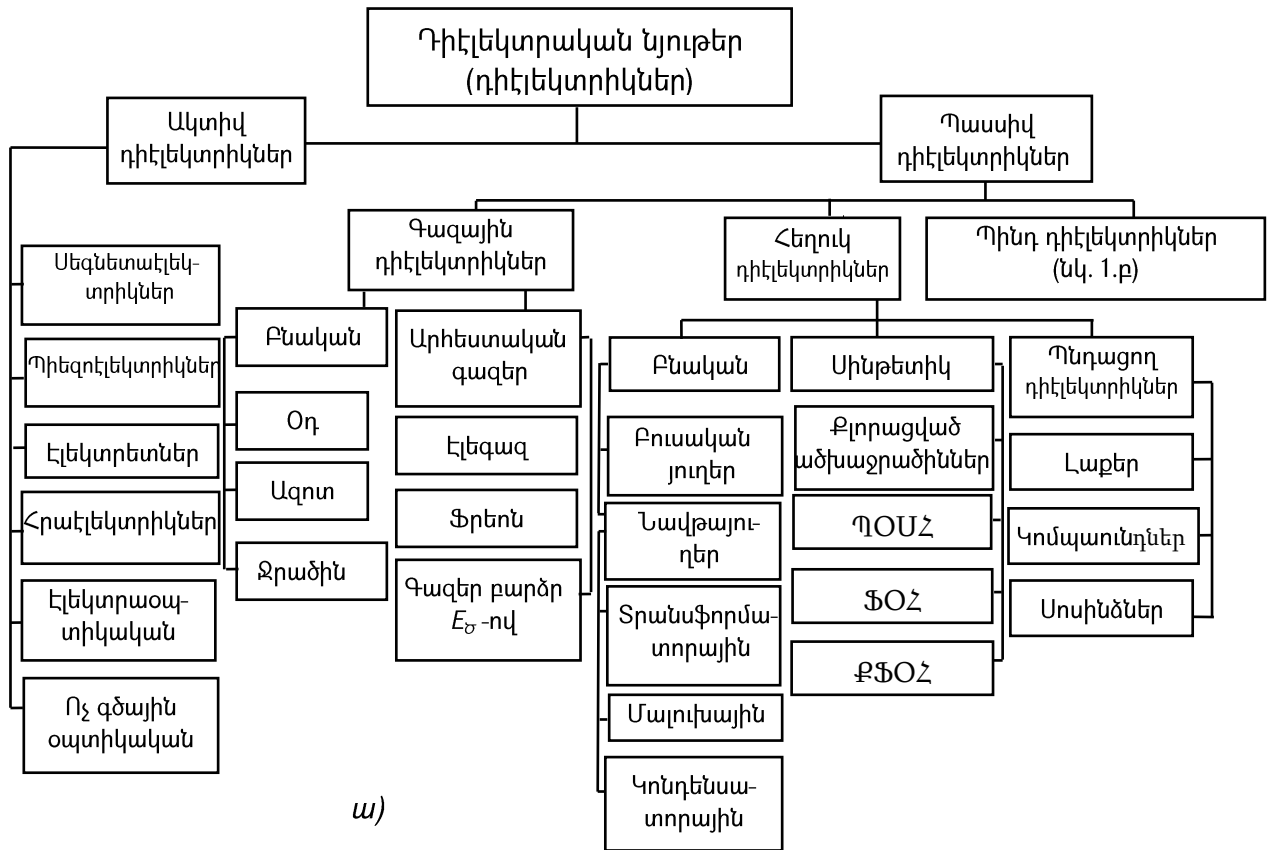 Դիէլեկտրական նյութեր
(դիէլեկտրիկներ)
Ակտիվ
դիէլեկտրիկներ
Պասսիվ
դիէլեկտրիկներ
Սեգնետաէլեկ-
տրիկներ
Պիեզոէլեկտրիկներ
Էլեկտրետներ
Հրաէլեկտրիկներ
Էլեկտրաօպ-
տիկական
Ոչ գծային
օպտիկական
Գազային
դիէլեկտրիկներ
Բնական
Օդ
Ազոտ
Ջրածին
Արհեստական
գազեր
Էլեգազ
Ֆրեոն
Գազեր բարձր
Eծ -ով
Հեղուկ
դիէլեկտրիկներ
Բնական
Բուսական
յուղեր
Նավթայու-
ղեր
Տրանսֆորմա-
տորային
Մալուխային
Կոնդենսա-
տորային
Սինթետիկ
Քլորացված
ածխաջրածիններ
ՊՕՍՀ
ՖՕՀ
ՔՖՕՀ
Պնդացող
դիէլեկտրիկներ
Լաքեր
Կոմպաունդներ
Սոսինձներ
Պինդ դիէլեկտրիկներ
(նկ. 1.բ)
ա)